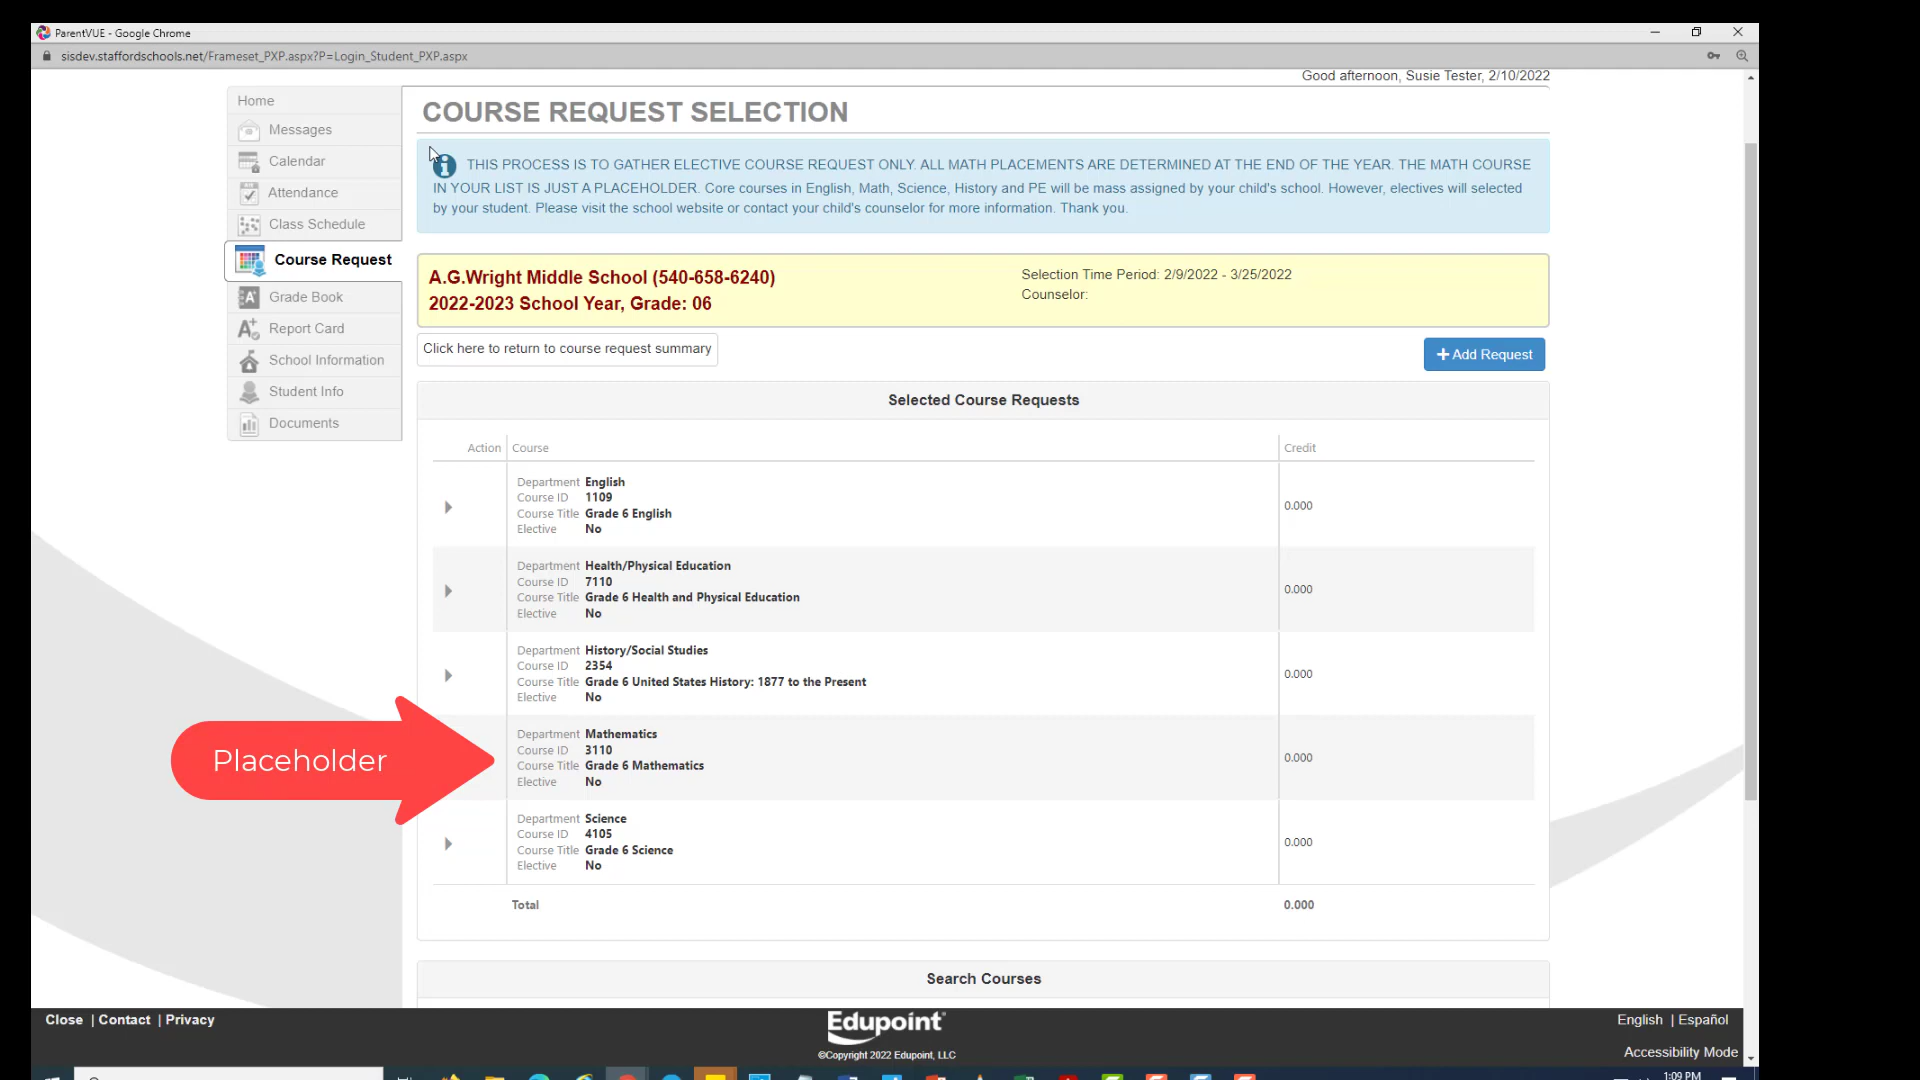 ParentVUE - Google Chrome
sisdev.staffordschools.net/Frameset_PXP.aspx?P=Login_Student_PXP.aspx
Good afternoon, Susie Tester, 2/10/2022
Home
Messages
Calendar
Attendance
Class Schedule
Course Request
Grade Book
Report Card
School Information
Student Info
Documents
COURSE REQUEST SELECTION
THIS PROCESS IS TO GATHER ELECTIVE COURSE REQUEST ONLY. ALL MATH PLACEMENTS ARE DETERMINED AT THE END OF THE YEAR. THE MATH COURSE
IN YOUR LIST IS JUST A PLACEHOLDER. Core courses in English, Math, Science, History and PE will be mass assigned by your child's school. However, electives will selected
by your student. Please visit the school website or contact your child's counselor for more information. Thank you.
A.G.Wright Middle School (540-658-6240)
2022-2023 School Year, Grade: 06
Selection Time Period: 2/9/2022 - 3/25/2022
Counselor:
Click here to return to course request summary
+ Add Request
Selected Course Requests
Action Course Credit
Department English
Course ID 1109
Course Title Grade 6 English
Elective No
0.000
Department Health/Physical Education
Course ID 7110
Course Title Grade 6 Health and Physical Education
Elective No
0.000
Department History/Social Studies
Course ID 2354
Course Title Grade 6 United States History: 1877 to the Present
Elective No
0.000
Placeholder
Department Mathematics
Course ID 3110
Course Title Grade 6 Mathematics
Elective No
0.000
Department Science
Course ID 4105
Course Title Grade 6 Science
Elective No
0.000
Total 0.000
Search Courses
Close | Contact | Privacy
Edupoint
©Copyright 2022 Edupoint, LLC
English | Español
Accessibility Mode
1:09 PM